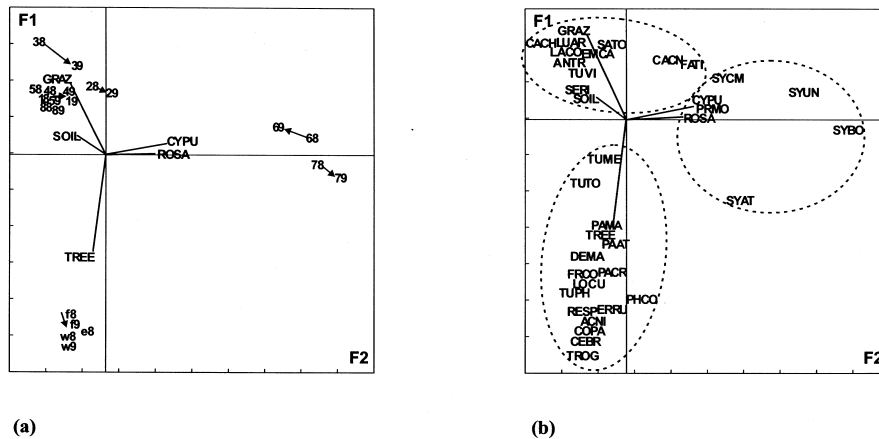 F1
38
39
GRAZ
58 48 49
28
29
19
88 89
SOIL
CYPU
ROSA
69
68
78
79
TREE
f8
f9
e8
w8
w9
F2
(a)
F1
GRAZ
CACHLUAR SATO
LACO EMCA
ANTR
TUVI
CACN
FATI
SYCM
SERI
SOIL
CYPU
PRMO
ROSA
SYUN
SYBO
TUME
TUTO
SYAT
PAMA
TREE
PAAT
DEMA
FRCO PACR
LOCU
TUPH
PHCO
RESP ERRU
ACNI
COPA
CEBR
TROG
F2
(b)